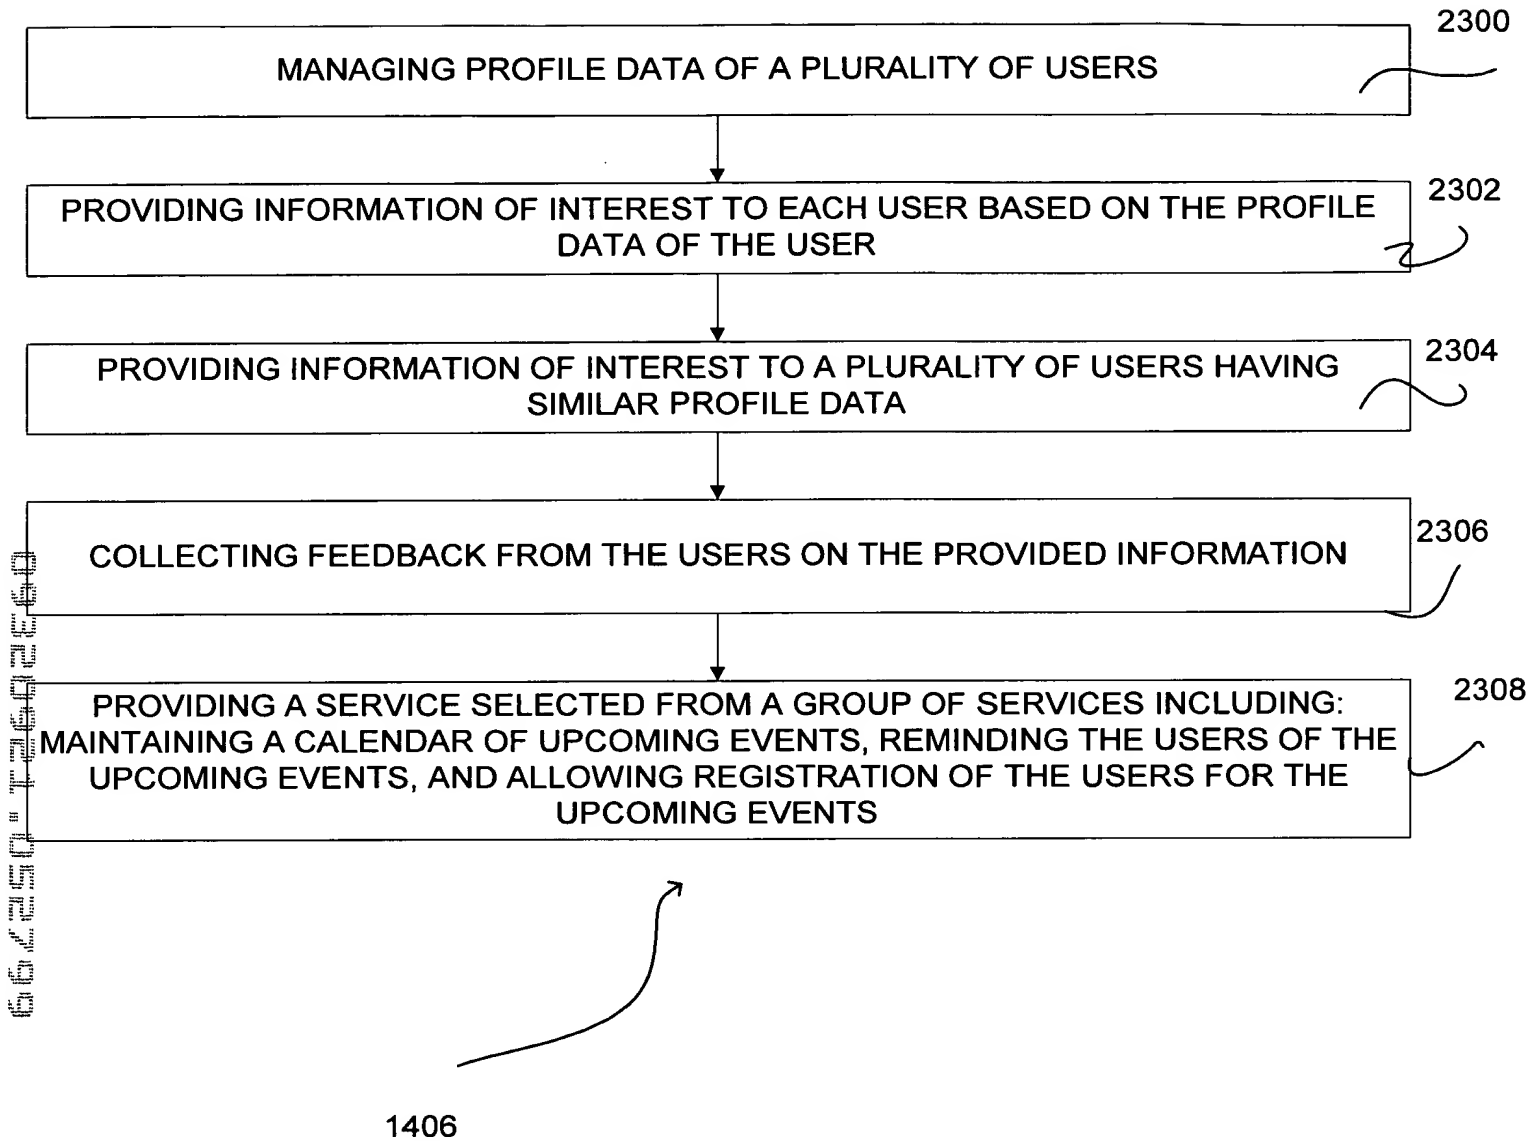 2300
MANAGING PROFILE DATA OF A PLURALITY OF USERS
2302
PROVIDING INFORMATION OF INTEREST TO EACH USER BASED ON THE PROFILE
DATA OF THE USER
2304
PROVIDING INFORMATION OF INTEREST TO A PLURALITY OF USERS HAVING
SIMILAR PROFILE DATA
2306
COLLECTING FEEDBACK FROM THE USERS ON THE PROVIDED INFORMATION
2308
PROVIDING A SERVICE SELECTED FROM A GROUP OF SERVICES INCLUDING:
MAINTAINING A CALENDAR OF UPCOMING EVENTS, REMINDING THE USERS OF THE
UPCOMING EVENTS, AND ALLOWING REGISTRATION OF THE USERS FOR THE
UPCOMING EVENTS
1406